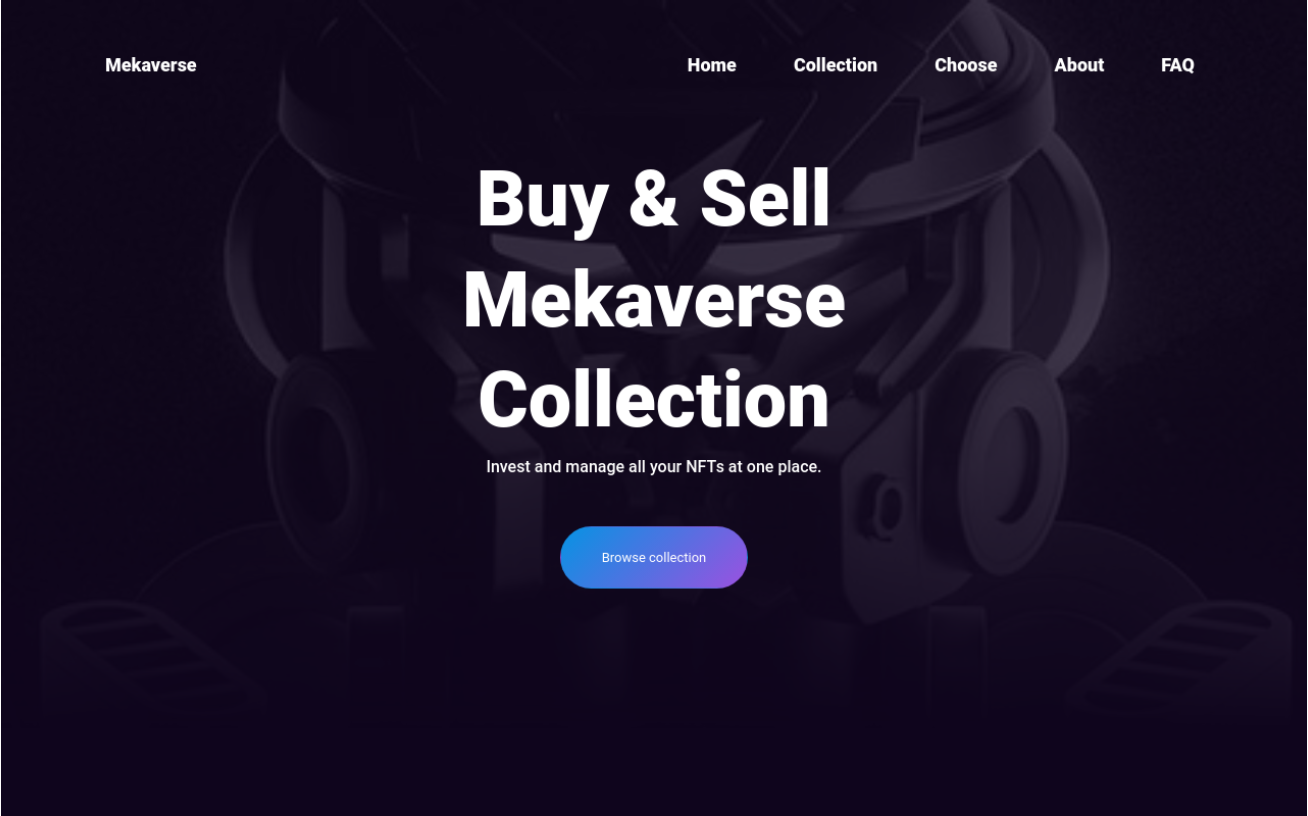 Mekaverse Home Collection Choose About FAQ
Buy & Sell
Mekaverse
Collection
Invest and manage all your NFTs at one place.
Browse collection